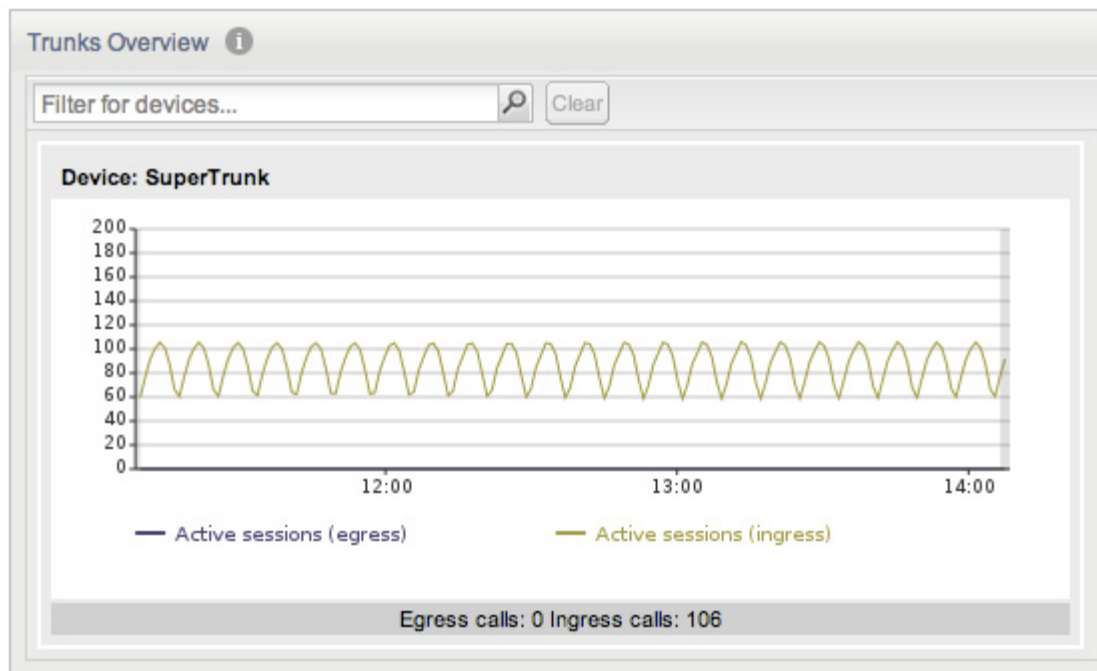 Trunks Overview i
Filter for devices... Clear
Device: SuperTrunk
200
180
160
140
120
100
80
60
40
20
0
12:00 13:00 14:00
Active sessions (egress) Active sessions (ingress)
Egress calls: 0 Ingress calls: 106